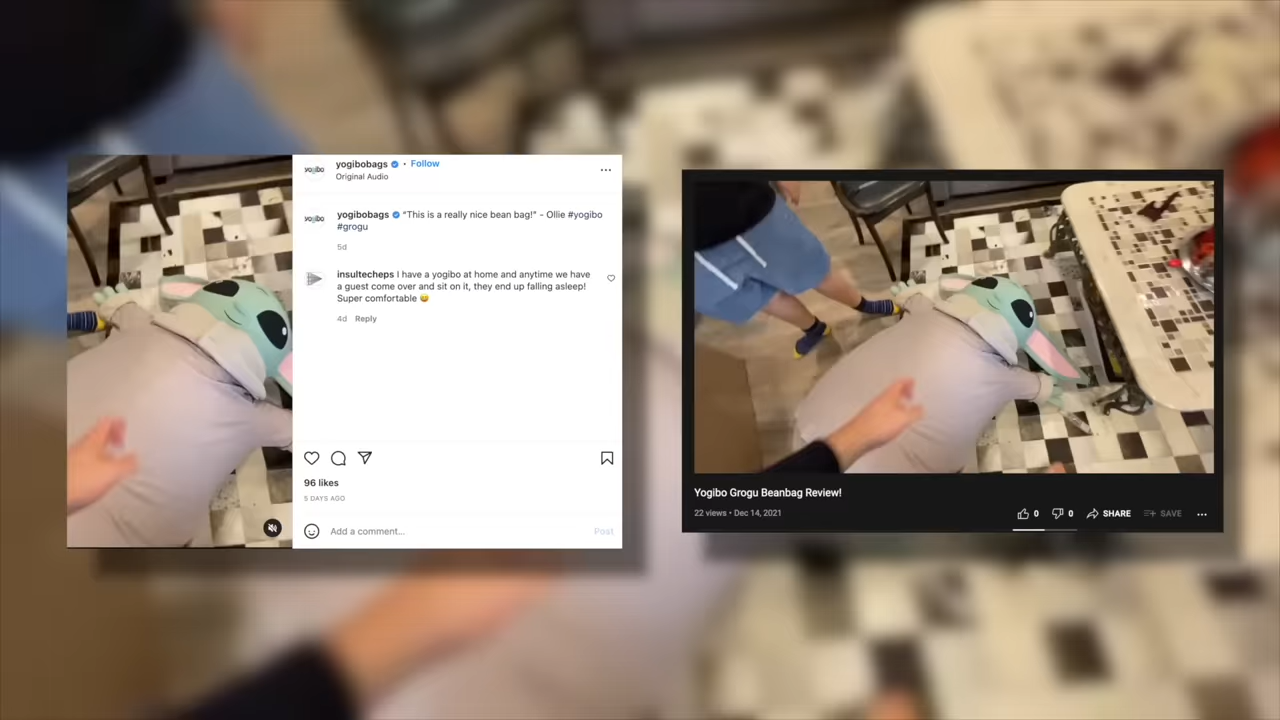 yogibo
yogibobags • Follow
Original Audio
yogibo
yogibobags "This is a really nice bean bag!" - Ollie #yogibo
#grogu
5d
insultecheps I have a yogibo at home and anytime we have
a guest come over and sit on it, they end up falling asleep!
Super comfortable 😄
4d Reply
96 likes
5 DAYS AGO
Add a comment...
Post
Yogibo Grogu Beanbag Review!
22 views • Dec 14, 2021
0 0 SHARE SAVE